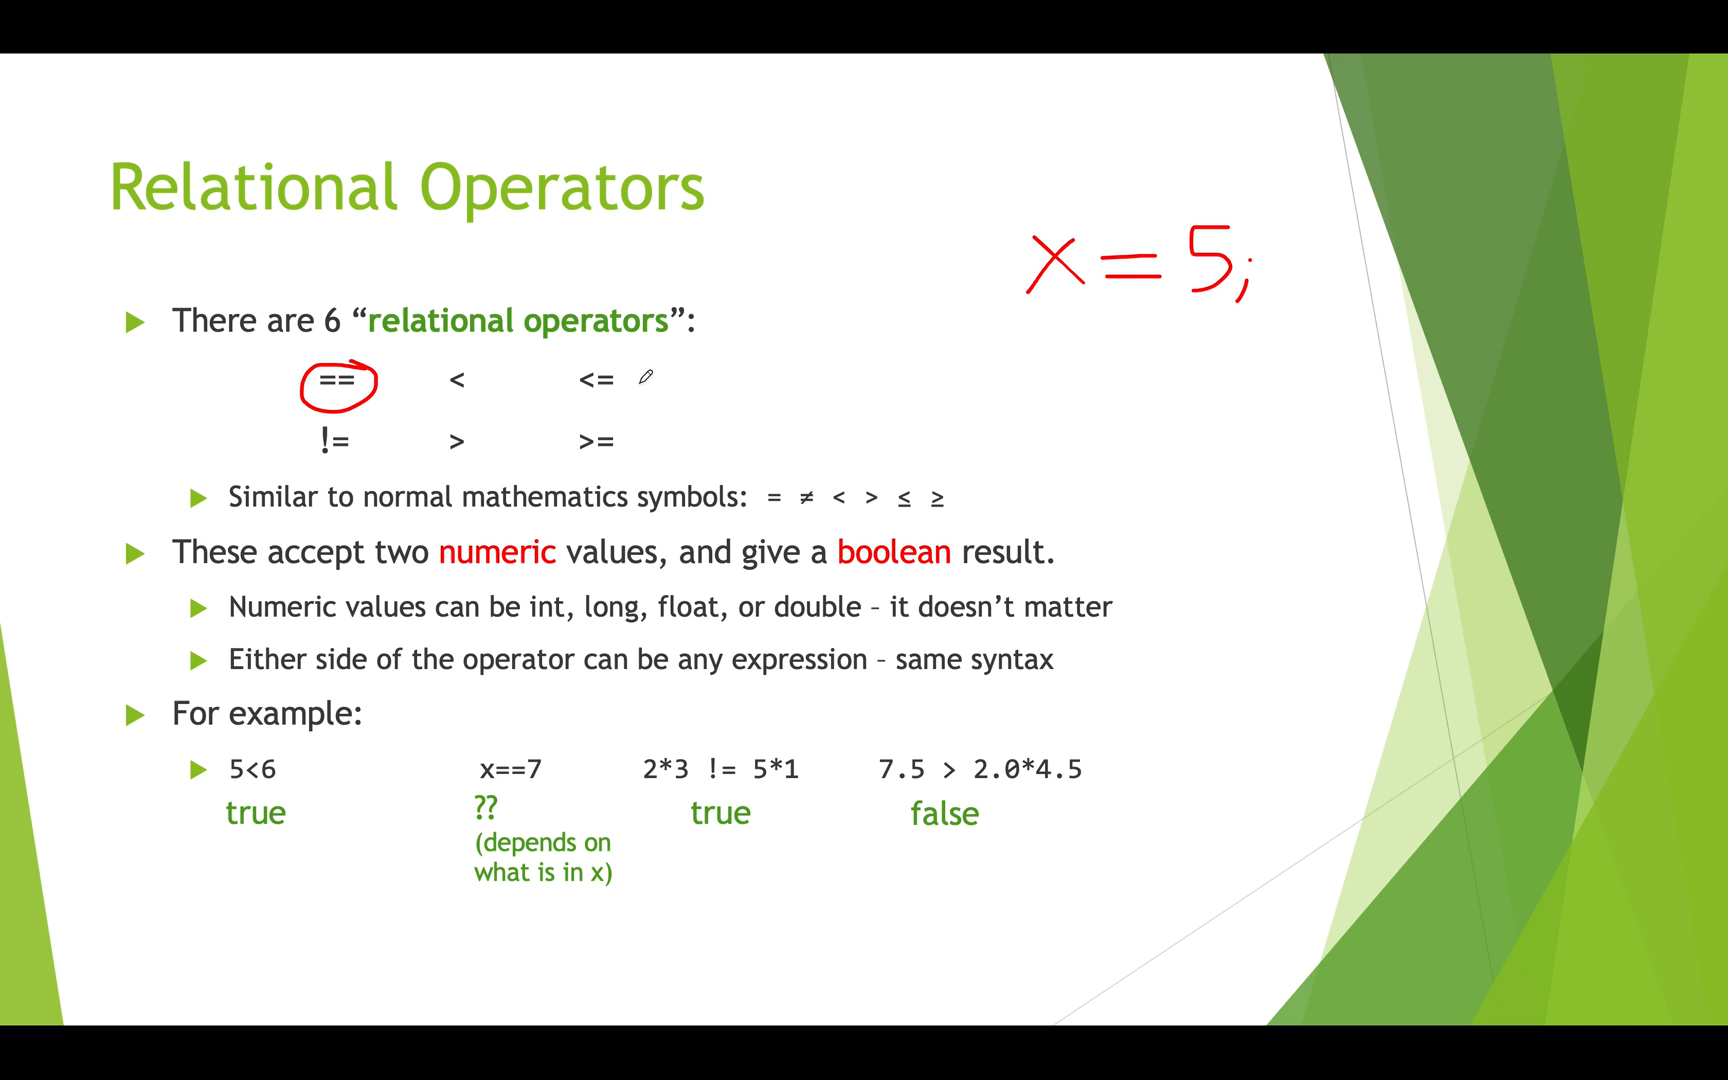 Relational Operators
x = 5;
There are 6 “relational operators”:
== < <=
!= > >=
Similar to normal mathematics symbols: = ≠ < > ≤ ≥
These accept two numeric values, and give a boolean result.
Numeric values can be int, long, float, or double – it doesn’t matter
Either side of the operator can be any expression – same syntax
For example:
5<6 x==7 2*3 != 5*1 7.5 > 2.0*4.5
true ?? true false
(depends on
what is in x)